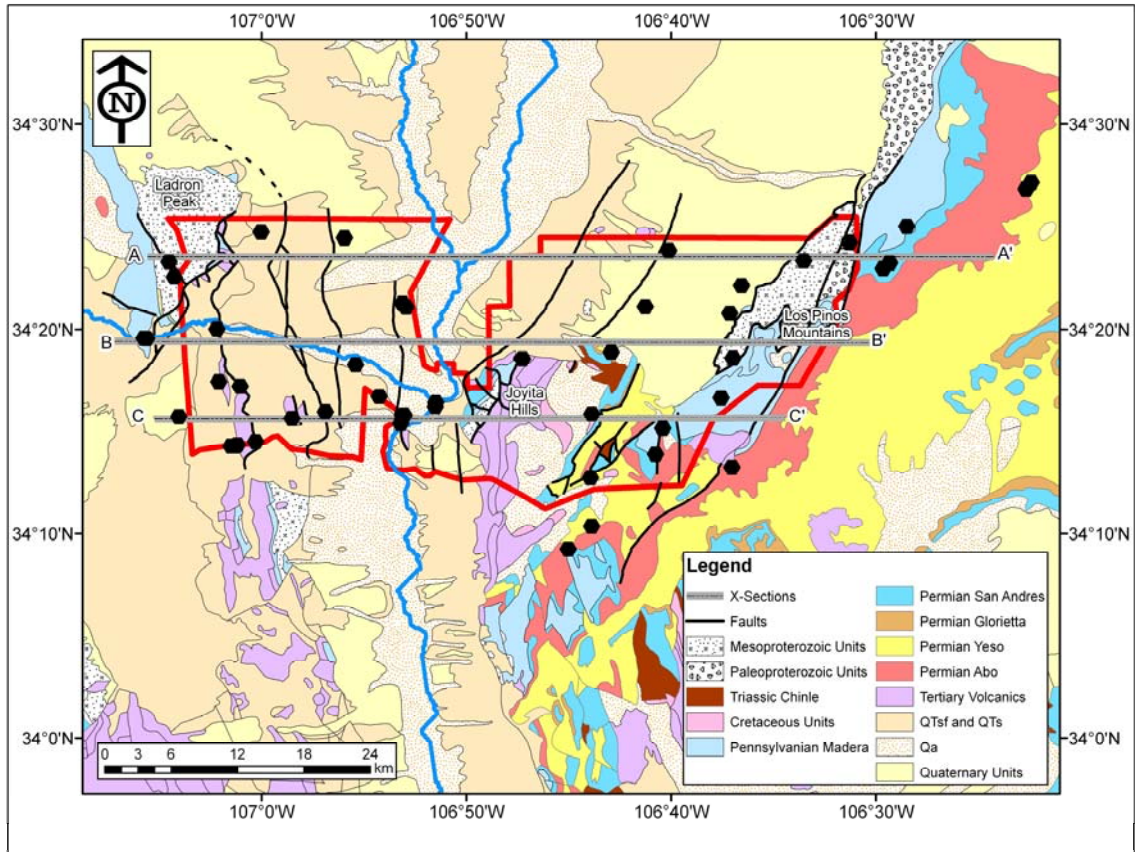 107°0'W 106°50'W 106°40'W 106°30'W
N
34°30'N 34°30'N
Ladron
Peak
A A'
34°20'N 34°20'N
Los Pinos
Mountains
B B'
Joyita
Hills
C C'
34°10'N 34°10'N
Legend
X-Sections
Faults
Mesoproterozoic Units
Paleoproterozoic Units
Triassic Chinle
Cretaceous Units
Pennsylvanian Madera
Permian San Andres
Permian Glorietta
Permian Yeso
Permian Abo
Tertiary Volcanics
QTsf and QTs
Qa
Quaternary Units
34°0'N 34°0'N
0 3 6 12 18 24
km
107°0'W 106°50'W 106°40'W 106°30'W